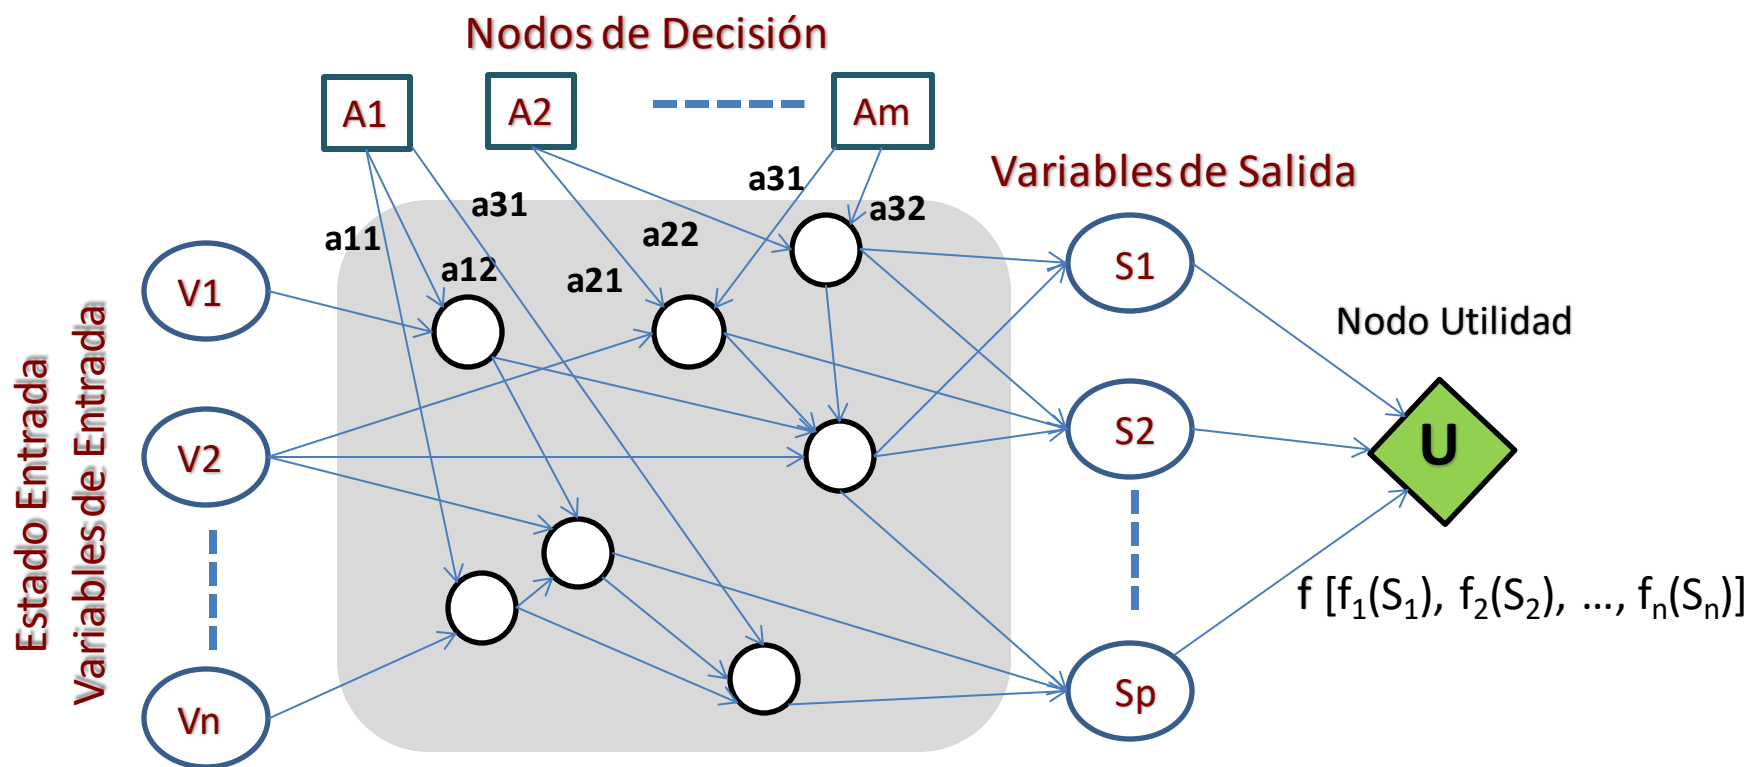 Nodos de Decisión
A1
A2
Am
Variables de Salida
a31
a31
a32
a11
a22
a12
a21
V1
S1
Nodo Utilidad
Estado Entrada
Variables de Entrada
V2
S2
U
f [f₁(S₁), f₂(S₂), ..., fₙ(Sₙ)]
Vn
Sp